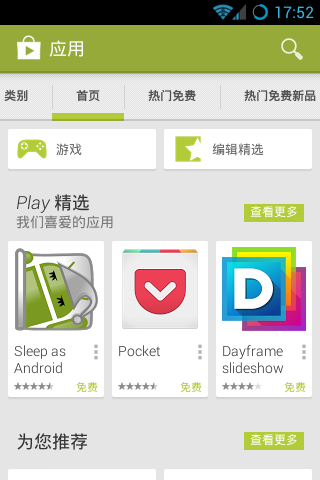 17:52
应用
类别 首页 热门免费 热门免费新品
游戏 编辑精选
Play 精选
我们喜爱的应用
查看更多
Sleep as Android
Pocket
D
Dayframe slideshow
免费 免费 免费
为您推荐
查看更多